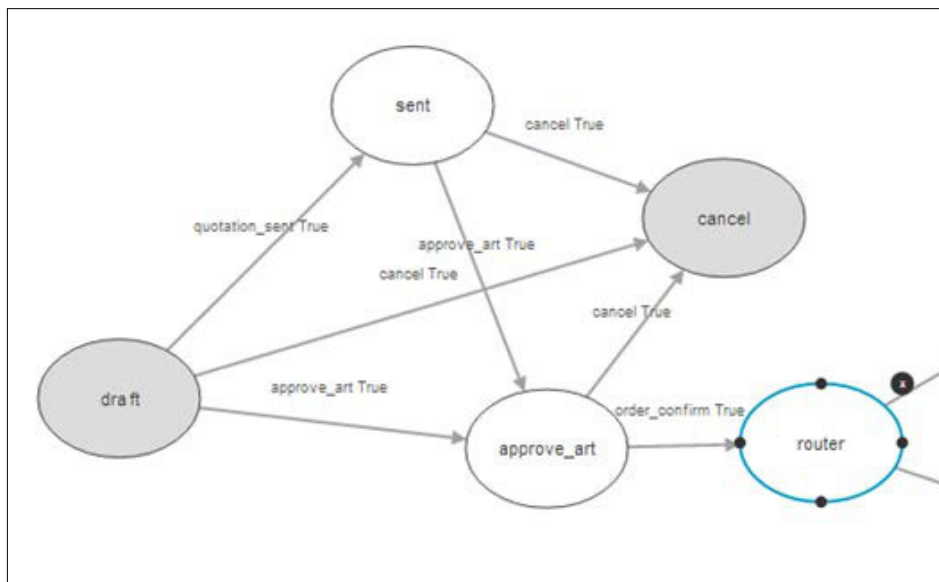 sent
cancel True
cancel
quotation_sent True
approve_art True
cancel True
cancel True
draft
approve_art True
order_confirm True
approve_art
router
x